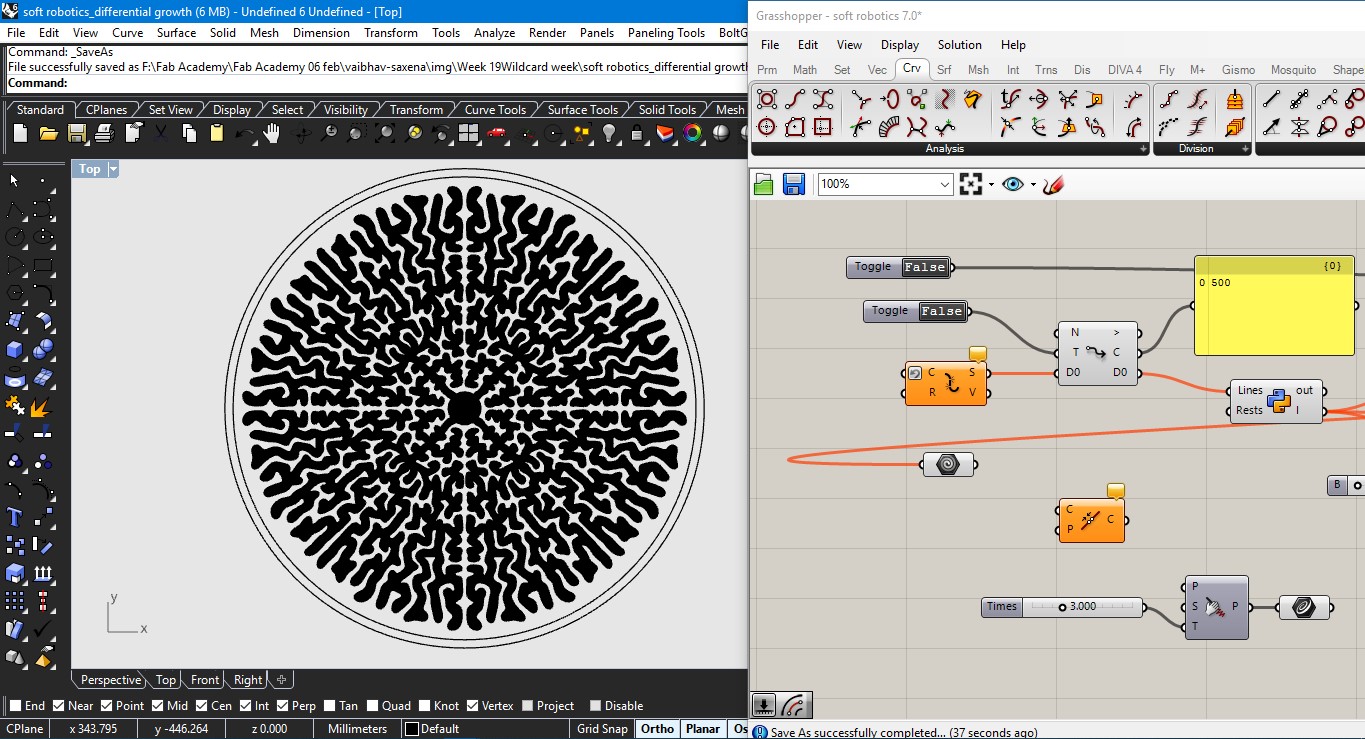 soft robotics_differential growth (6 MB) - Undefined 6 Undefined - [Top]
File Edit View Curve Surface Solid Mesh Dimension Transform Tools Analyze Render Panels Paneling Tools BoltG
Command: _SaveAs
File successfully saved as F:\Fab Academy\Fab Academy 06 feb\vaibhav-saxena\img\Week 19Wildcard week\soft robotics_differential growth
Command:
Standard CPlanes Set View Display Select Visibility Transform Curve Tools Surface Tools Solid Tools Mesh
Top
y
x
Perspective Top Front Right
End Near Point Mid Cen Int Perp Tan Quad Knot Vertex Project Disable
CPlane x 343.795 y -446.264 z 0.000 Millimeters Default Grid Snap Ortho Planar Os
Grasshopper - soft robotics 7.0*
File Edit View Display Solution Help
Prm Math Set Vec Crv Srf Msh Int Trns Dis DIVA 4 Fly M+ Gismo Mosquito Shape
Analysis Division
100%
Toggle False
{0}
0 500
Toggle False
N >
T C
D0 D0
C S
R V
Lines out
Rests I
B
C C
P
Times 3.000
P
S P
T
Save As successfully completed... (37 seconds ago)